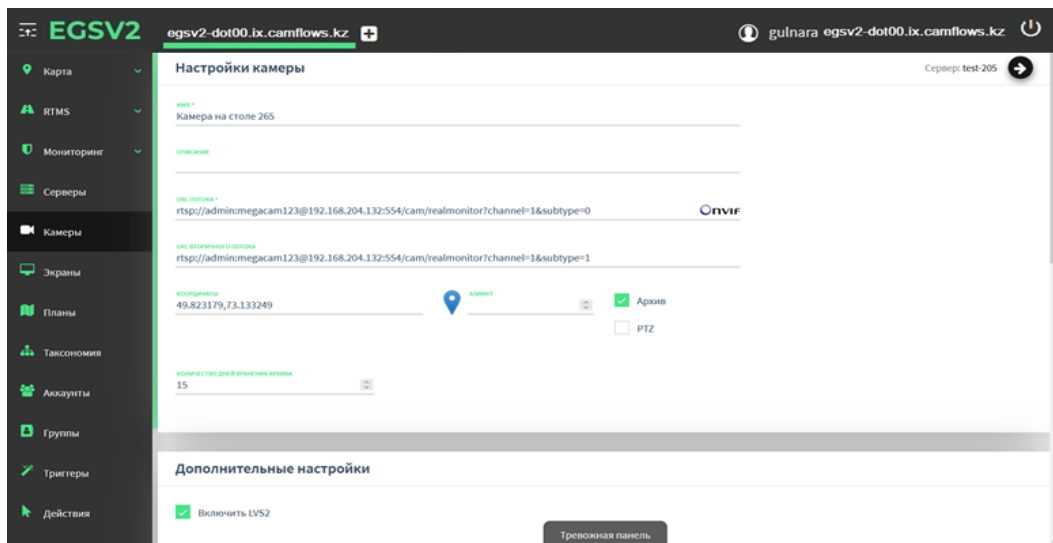 EGSV2
egsv2-dot00.ix.camflows.kz
gulnara egsv2-dot00.ix.camflows.kz
Карта
RTMS
Мониторинг
Серверы
Камеры
Экраны
Планы
Таксономия
Аккаунты
Группы
Триггеры
Действия
Настройки камеры
Сервер: test-205
ИМЯ *
Камера на столе 265
ОПИСАНИЕ
URL ПОТОКА *
rtsp://admin:megacam123@192.168.204.132:554/cam/realmonitor?channel=1&subtype=0
ONVIF
URL ВТОРИЧНОГО ПОТОКА
rtsp://admin:megacam123@192.168.204.132:554/cam/realmonitor?channel=1&subtype=1
КООРДИНАТЫ
49.823179,73.133249
АЗИМУТ
Архив
PTZ
КОЛИЧЕСТВО ДНЕЙ ХРАНЕНИЯ АРХИВА
15
Дополнительные настройки
Включить LVS2
Тревожная панель